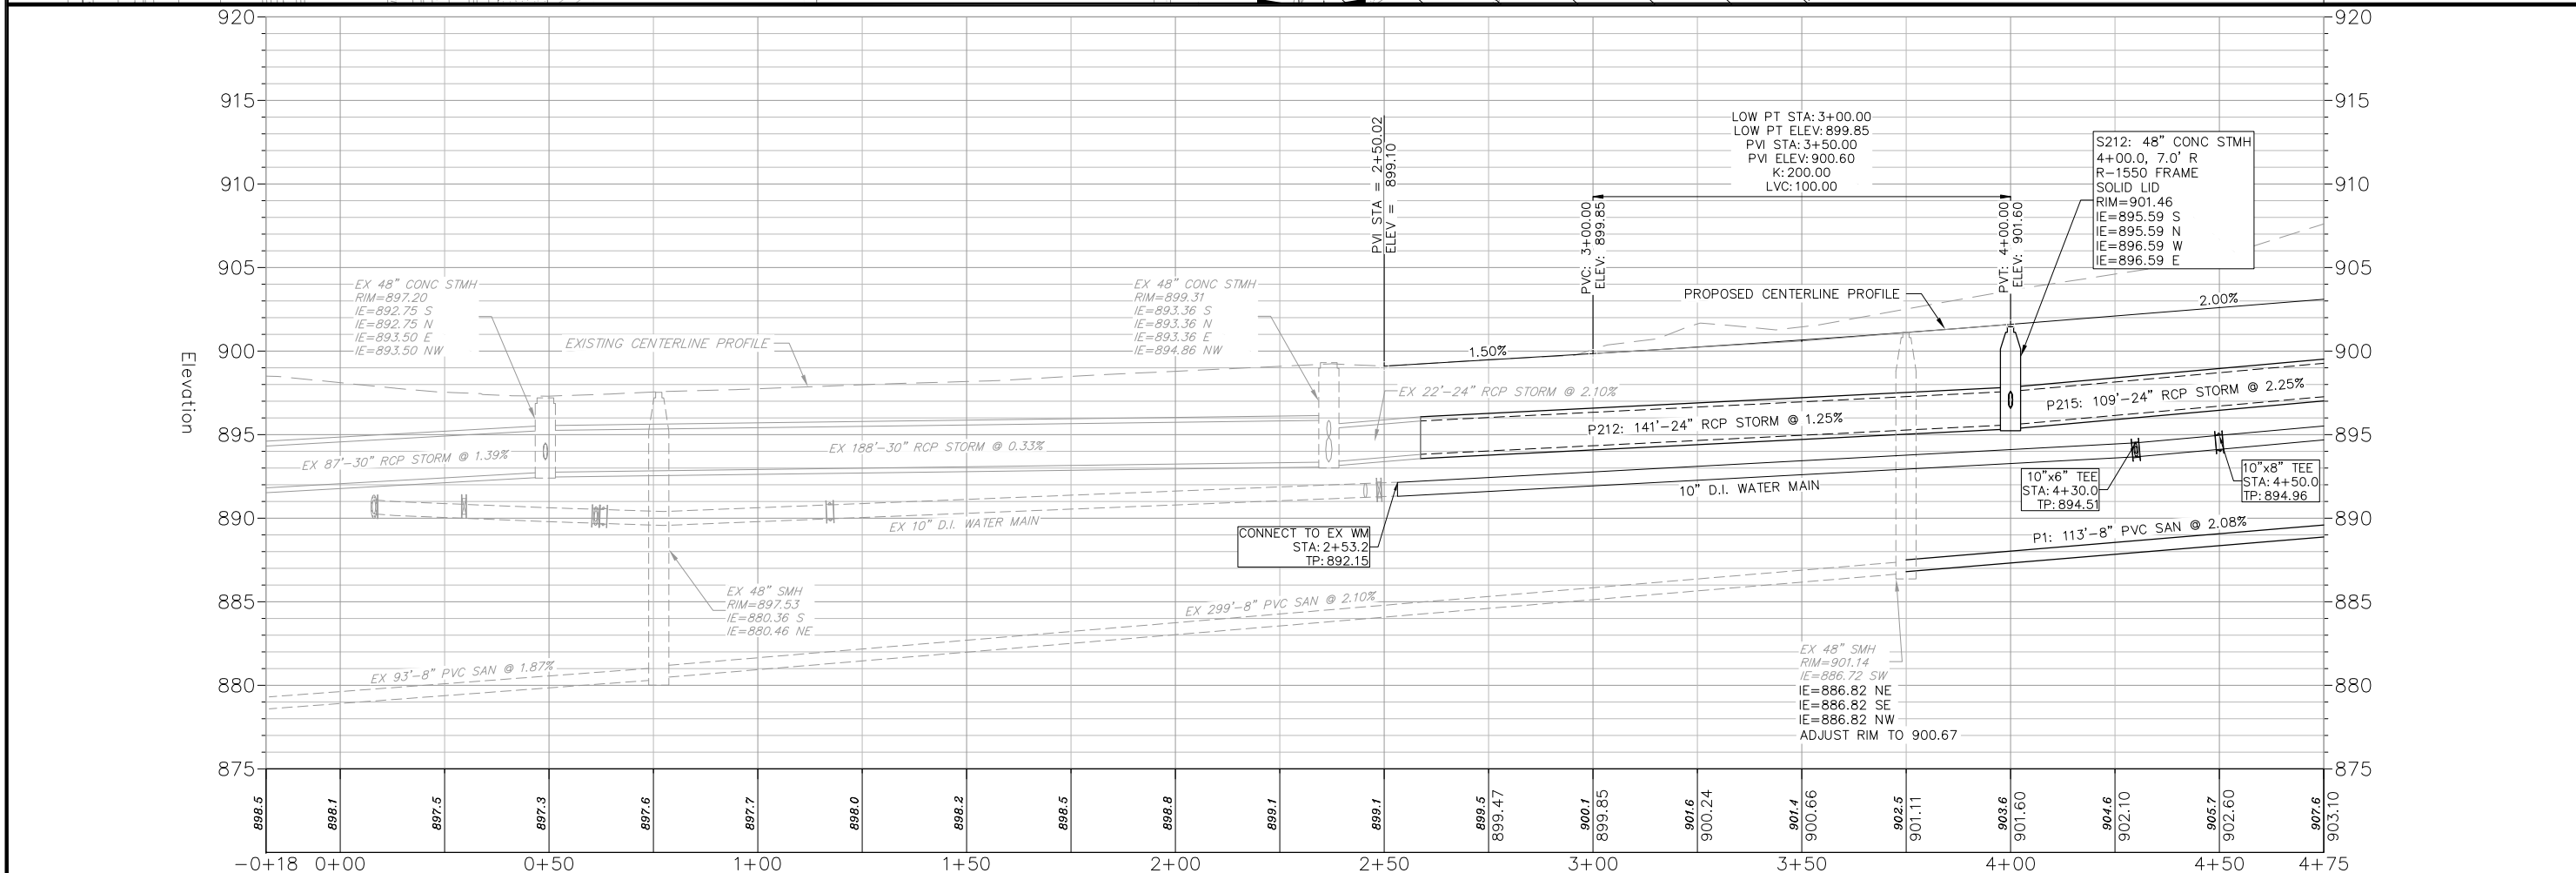 920
915
910
905
900
895
890
885
880
875
Elevation
920
915
910
905
900
895
890
885
880
875
EX 48" CONC STMH
RIM=897.20
IE=892.75 S
IE=892.75 N
IE=893.50 E
IE=893.50 NW
EXISTING CENTERLINE PROFILE
EX 48" CONC STMH
RIM=899.31
IE=893.36 S
IE=893.36 N
IE=893.36 E
IE=894.86 NW
PVI STA = 2+50.02
ELEV = 899.10
LOW PT STA: 3+00.00
LOW PT ELEV: 899.85
PVI STA: 3+50.00
PVI ELEV: 900.60
K: 200.00
LVC: 100.00
PVC: 3+00.00
ELEV: 899.85
PVT: 4+00.00
ELEV: 901.60
S212: 48" CONC STMH
4+00.0, 7.0' R
R-1550 FRAME
SOLID LID
RIM=901.46
IE=895.59 S
IE=895.59 N
IE=896.59 W
IE=896.59 E
PROPOSED CENTERLINE PROFILE
1.50%
2.00%
EX 87'-30" RCP STORM @ 1.39%
EX 188'-30" RCP STORM @ 0.33%
EX 22'-24" RCP STORM @ 2.10%
P212: 141'-24" RCP STORM @ 1.25%
P215: 109'-24" RCP STORM @ 2.25%
EX 10" D.I. WATER MAIN
10" D.I. WATER MAIN
CONNECT TO EX WM
STA: 2+53.2
TP: 892.15
10"x6" TEE
STA: 4+30.0
TP: 894.51
10"x8" TEE
STA: 4+50.0
TP: 894.96
P1: 113'-8" PVC SAN @ 2.08%
EX 48" SMH
RIM=897.53
IE=880.36 S
IE=880.46 NE
EX 299'-8" PVC SAN @ 2.10%
EX 93'-8" PVC SAN @ 1.87%
EX 48" SMH
RIM=901.14
IE=886.72 SW
IE=886.82 NE
IE=886.82 SE
IE=886.82 NW
ADJUST RIM TO 900.67
898.5
898.1
897.5
897.3
897.6
897.7
898.0
898.2
898.5
898.8
899.1
899.1
899.5
899.47
900.1
899.85
901.6
900.24
901.4
900.66
902.5
901.11
903.6
901.60
904.6
902.10
905.7
902.60
907.6
903.10
-0+18 0+00 0+50 1+00 1+50 2+00 2+50 3+00 3+50 4+00 4+50 4+75